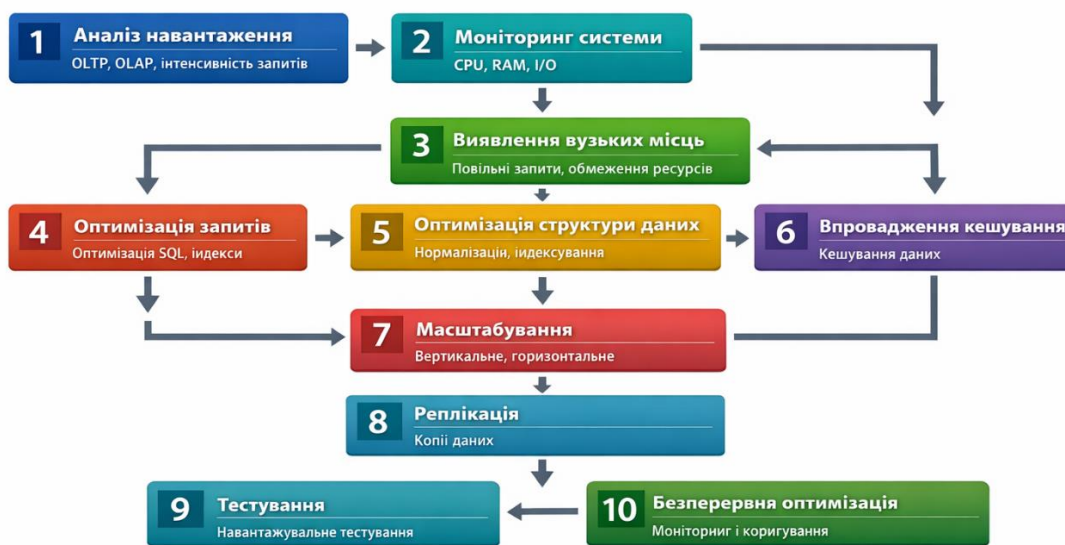 1 Аналіз навантаження
OLTP, OLAP, інтенсивність запитів
2 Моніторинг системи
CPU, RAM, I/O
3 Виявлення вузьких місць
Повільні запити, обмеження ресурсів
4 Оптимізація запитів
Оптимізація SQL, індекси
5 Оптимізація структури даних
Нормалізація, індексування
6 Впровадження кешування
Кешування даних
7 Масштабування
Вертикальне, горизонтальне
8 Реплікація
Копії даних
9 Тестування
Навантажувальне тестування
10 Безперервня оптимізація
Моніторниг і коригування